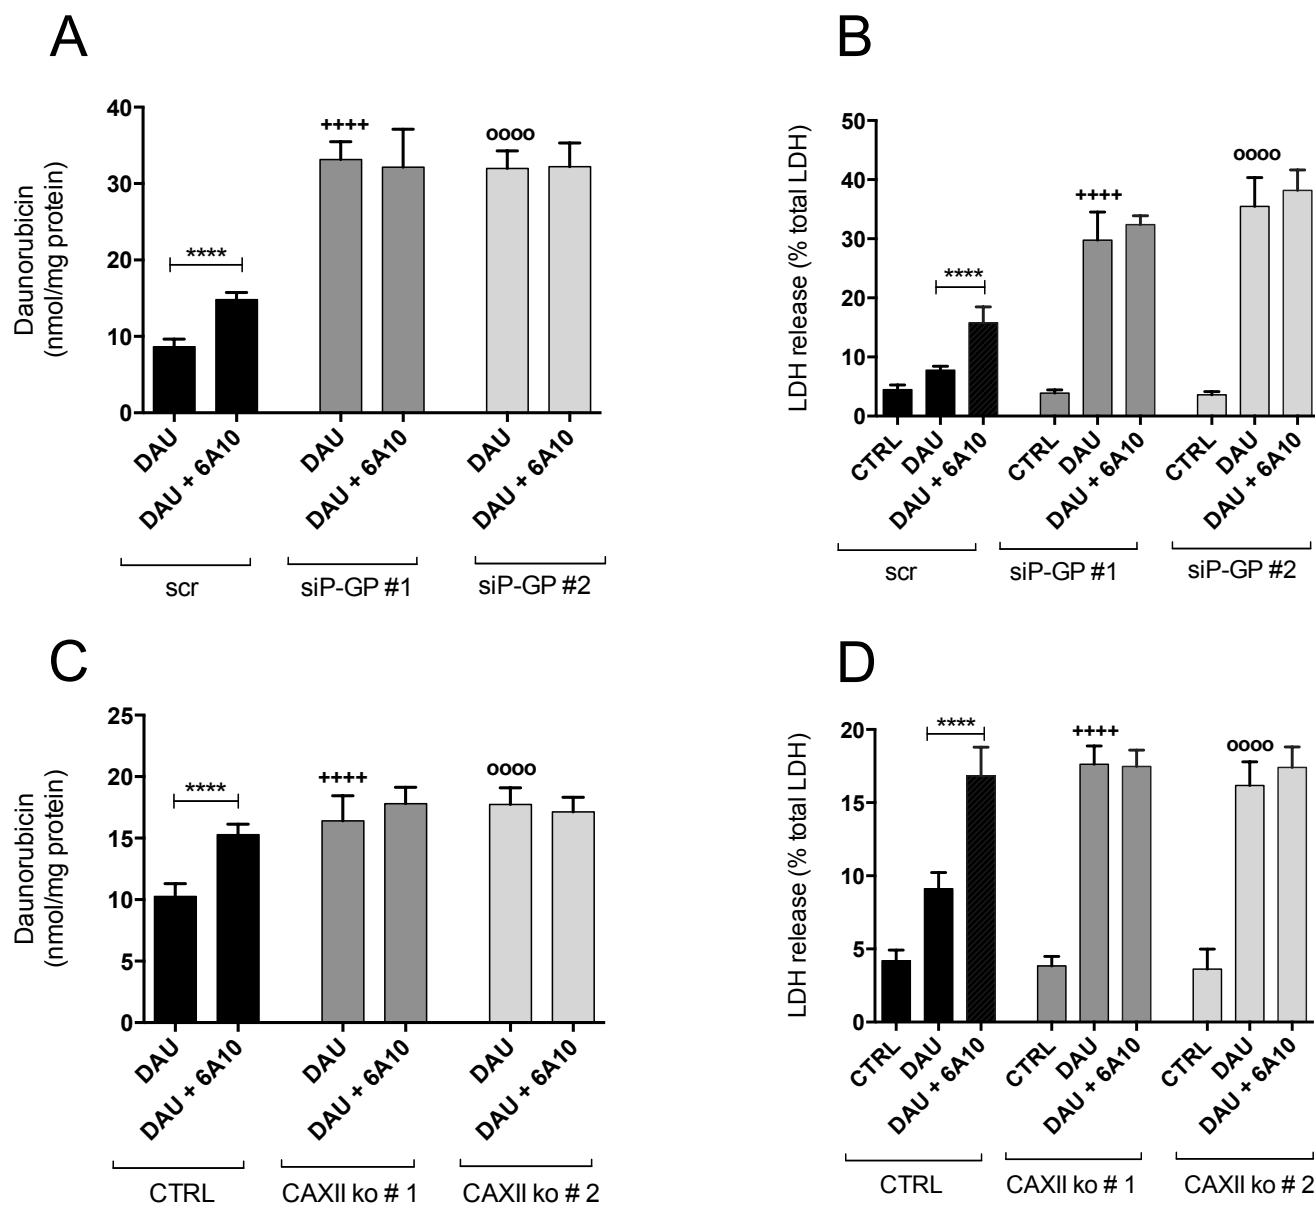 A
Daunorubicin
(nmol/mg protein)
40
30
20
10
0
****
++++
oooo
DAU
DAU + 6A10
DAU
DAU + 6A10
DAU
DAU + 6A10
scr
siP-GP #1
siP-GP #2
B
LDH release (% total LDH)
50
40
30
20
10
0
****
++++
oooo
CTRL
DAU
DAU + 6A10
CTRL
DAU
DAU + 6A10
CTRL
DAU
DAU + 6A10
scr
siP-GP #1
siP-GP #2
C
Daunorubicin
(nmol/mg protein)
25
20
15
10
5
0
****
++++
oooo
DAU
DAU + 6A10
DAU
DAU + 6A10
DAU
DAU + 6A10
CTRL
CAXII ko # 1
CAXII ko # 2
D
LDH release (% total LDH)
20
15
10
5
0
****
++++
oooo
CTRL
DAU
DAU + 6A10
CTRL
DAU
DAU + 6A10
CTRL
DAU
DAU + 6A10
CTRL
CAXII ko # 1
CAXII ko # 2